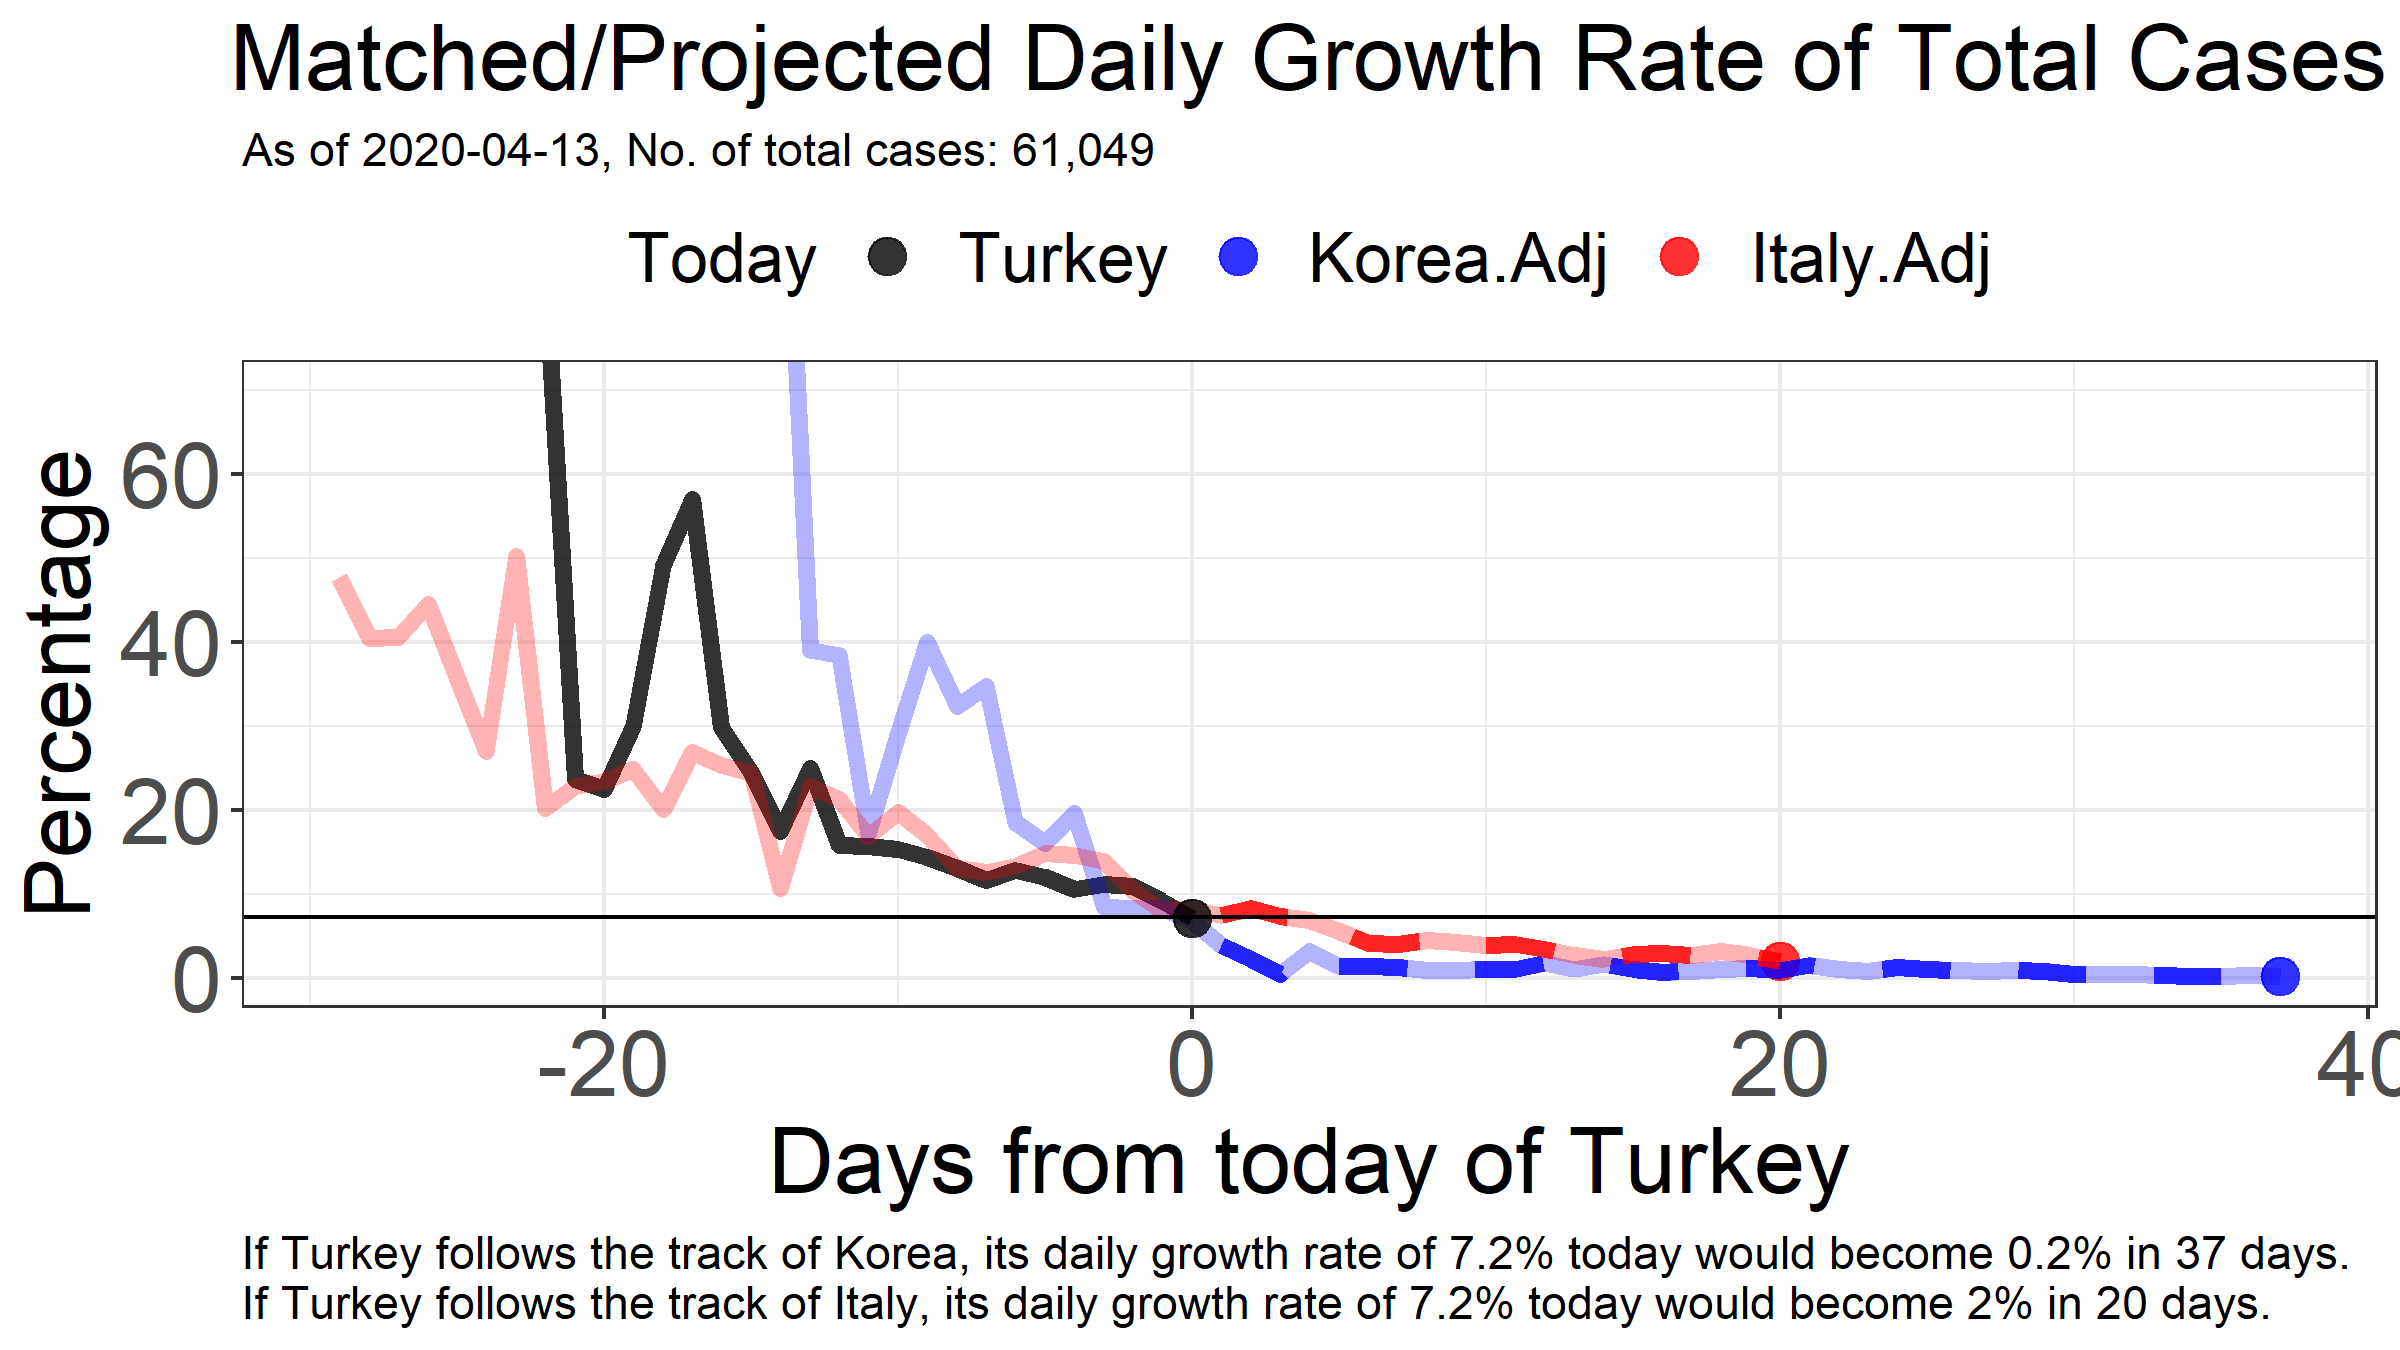 Matched/Projected Daily Growth Rate of Total Cases
As of 2020-04-13, No. of total cases: 61,049
Today Turkey Korea.Adj Italy.Adj
Percentage
60
40
20
0
-20 0 20 40
Days from today of Turkey
If Turkey follows the track of Korea, its daily growth rate of 7.2% today would become 0.2% in 37 days.
If Turkey follows the track of Italy, its daily growth rate of 7.2% today would become 2% in 20 days.